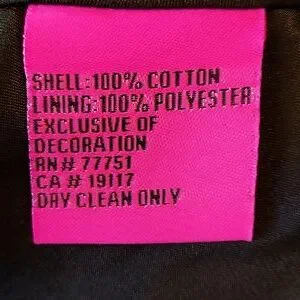 SHELL:100% COTTON
LINING:100% POLYESTER
EXCLUSIVE OF
DECORATION
RN# 77751
CA # 19117
DRY CLEAN ONLY